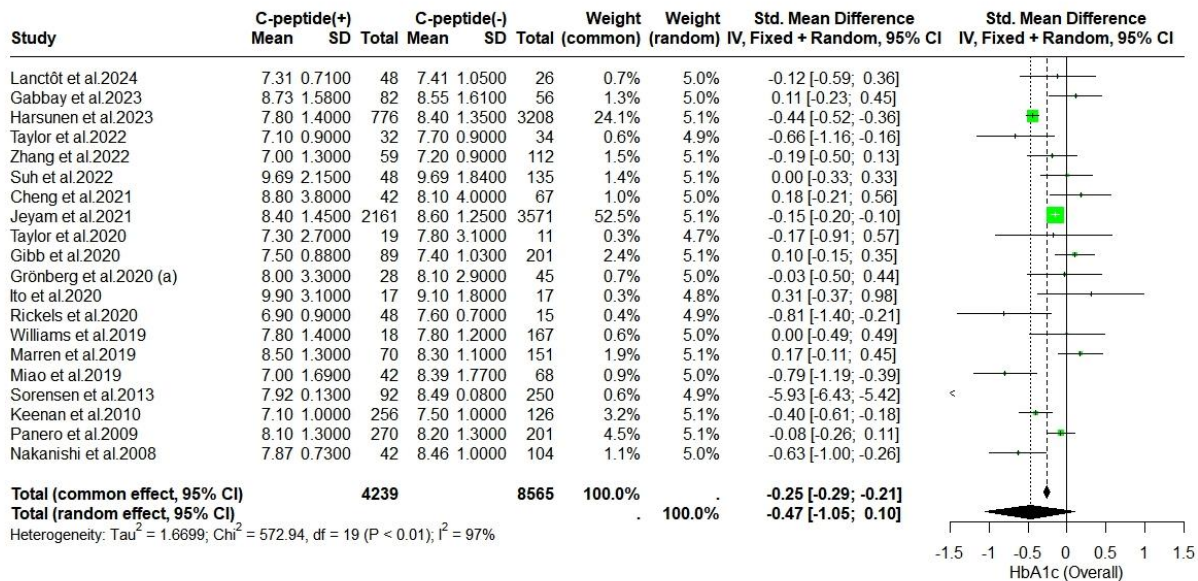 C-peptide(+) C-peptide(-) Weight Weight Std. Mean Difference Std. Mean Difference
Study Mean SD Total Mean SD Total (common) (random) IV, Fixed + Random, 95% CI IV, Fixed + Random, 95% CI
Lanctôt et al.2024 7.31 0.7100 48 7.41 1.0500 26 0.7% 5.0% -0.12 [-0.59; 0.36]
Gabbay et al.2023 8.73 1.5800 82 8.55 1.6100 56 1.3% 5.0% 0.11 [-0.23; 0.45]
Harsunen et al.2023 7.80 1.4000 776 8.40 1.3500 3208 24.1% 5.1% -0.44 [-0.52; -0.36]
Taylor et al.2022 7.10 0.9000 32 7.70 0.9000 34 0.6% 4.9% -0.66 [-1.16; -0.16]
Zhang et al.2022 7.00 1.3000 59 7.20 0.9000 112 1.5% 5.1% -0.19 [-0.50; 0.13]
Suh et al.2022 9.69 2.1500 48 9.69 1.8400 135 1.4% 5.0% 0.00 [-0.33; 0.33]
Cheng et al.2021 8.80 3.8000 42 8.10 4.0000 67 1.0% 5.0% 0.18 [-0.21; 0.56]
Jeyam et al.2021 8.40 1.4500 2161 8.60 1.2500 3571 52.5% 5.1% -0.15 [-0.20; -0.10]
Taylor et al.2020 7.30 2.7000 19 7.80 3.1000 11 0.3% 4.7% -0.17 [-0.91; 0.57]
Gibb et al.2020 7.50 0.8800 89 7.40 1.0300 201 2.4% 5.1% 0.10 [-0.15; 0.35]
Grönberg et al.2020 (a) 8.00 3.3000 28 8.10 2.9000 45 0.7% 5.0% -0.03 [-0.50; 0.44]
Ito et al.2020 9.90 3.1000 17 9.10 1.8000 17 0.3% 4.8% 0.31 [-0.37; 0.98]
Rickels et al.2020 6.90 0.9000 48 7.60 0.7000 15 0.4% 4.9% -0.81 [-1.40; -0.21]
Williams et al.2019 7.80 1.4000 18 7.80 1.2000 167 0.6% 5.0% 0.00 [-0.49; 0.49]
Marren et al.2019 8.50 1.3000 70 8.30 1.1000 151 1.9% 5.1% 0.17 [-0.11; 0.45]
Miao et al.2019 7.00 1.6900 42 8.39 1.7700 68 0.9% 5.0% -0.79 [-1.19; -0.39]
Sorensen et al.2013 7.92 0.1300 92 8.49 0.0800 250 0.6% 4.9% -5.93 [-6.43; -5.42]
Keenan et al.2010 7.10 1.0000 256 7.50 1.0000 126 3.2% 5.1% -0.40 [-0.61; -0.18]
Panero et al.2009 8.10 1.3000 270 8.20 1.3000 201 4.5% 5.1% -0.08 [-0.26; 0.11]
Nakanishi et al.2008 7.87 0.7300 42 8.46 1.0000 104 1.1% 5.0% -0.63 [-1.00; -0.26]
Total (common effect, 95% CI) 4239 8565 100.0% . -0.25 [-0.29; -0.21]
Total (random effect, 95% CI) . 100.0% -0.47 [-1.05; 0.10]
Heterogeneity: Tau² = 1.6699; Chi² = 572.94, df = 19 (P < 0.01); I² = 97%
-1.5 -1 -0.5 0 0.5 1 1.5
HbA1c (Overall)